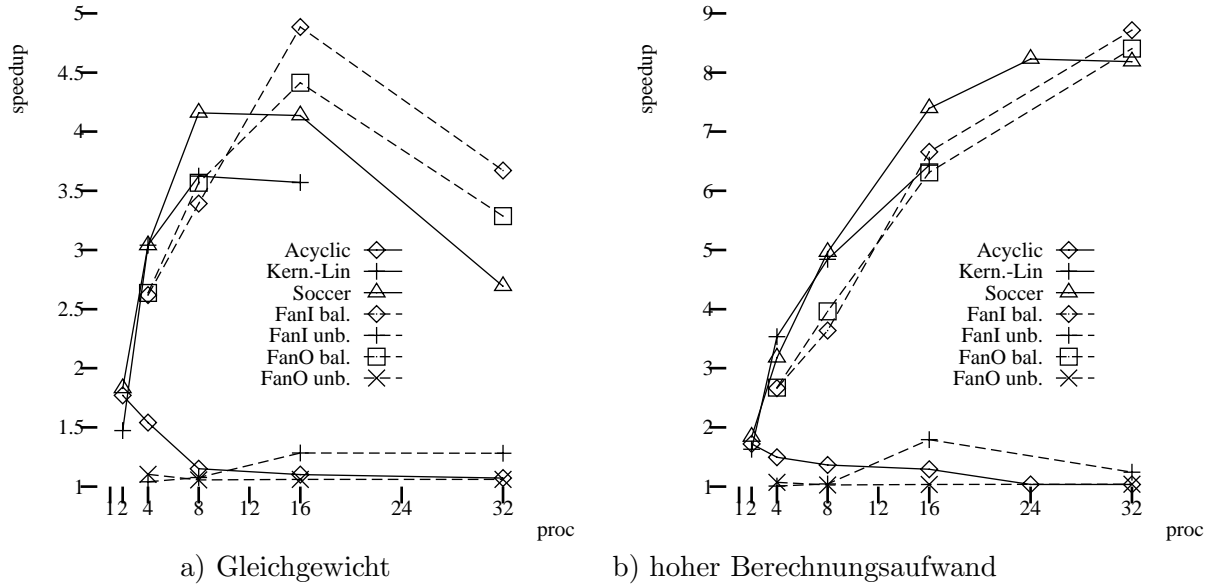 speedup
5
4.5
4
3.5
3
2.5
2
1.5
1
Acyclic
Kern.-Lin
Soccer
FanI bal.
FanI unb.
FanO bal.
FanO unb.
1 2 4 8 12 16 24 32
proc
a) Gleichgewicht
speedup
9
8
7
6
5
4
3
2
1
Acyclic
Kern.-Lin
Soccer
FanI bal.
FanI unb.
FanO bal.
FanO unb.
1 2 4 8 12 16 24 32
proc
b) hoher Berechnungsaufwand